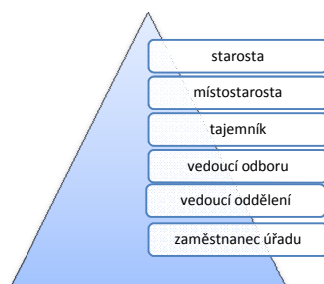 starosta
místostarosta
tajemník
vedoucí odboru
vedoucí oddělení
zaměstnanec úřadu